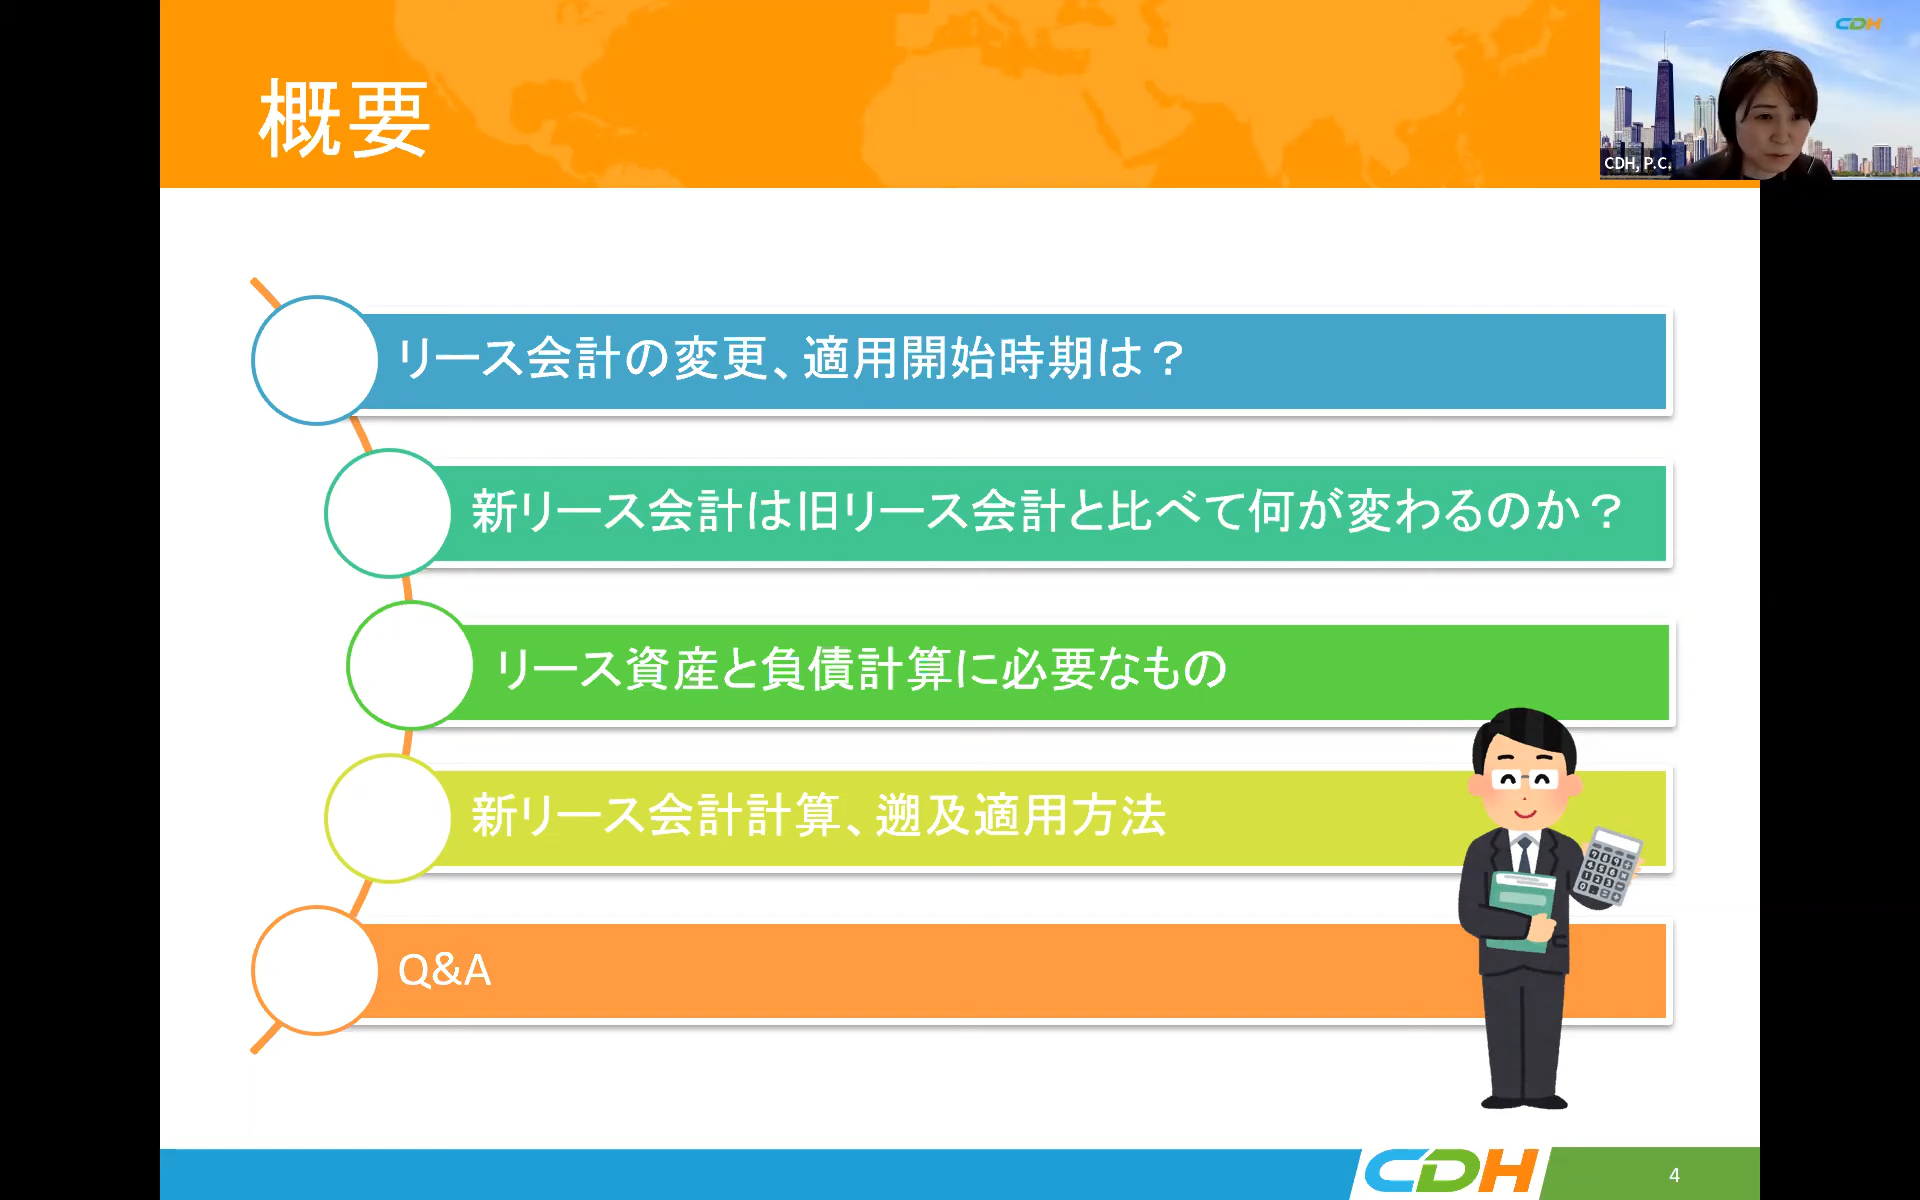 概要
CDH
CDH, P.C.
リース会計の変更、適用開始時期は？
新リース会計は旧リース会計と比べて何が変わるのか？
リース資産と負債計算に必要なもの
新リース会計計算、遡及適用方法
Q&A
CDH
4